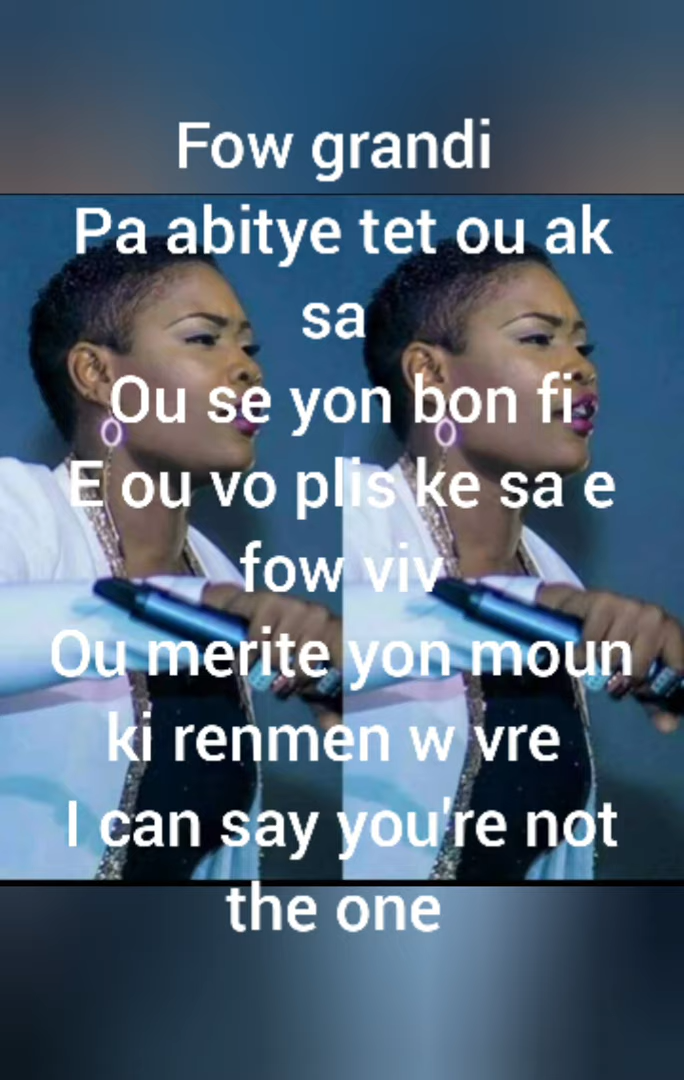 Fow grandi
Pa abitye tet ou ak
sa
Ou se yon bon fi
E ou vo plis ke sa e
fow viv
Ou merite yon moun
ki renmen w vre
I can say you're not
the one